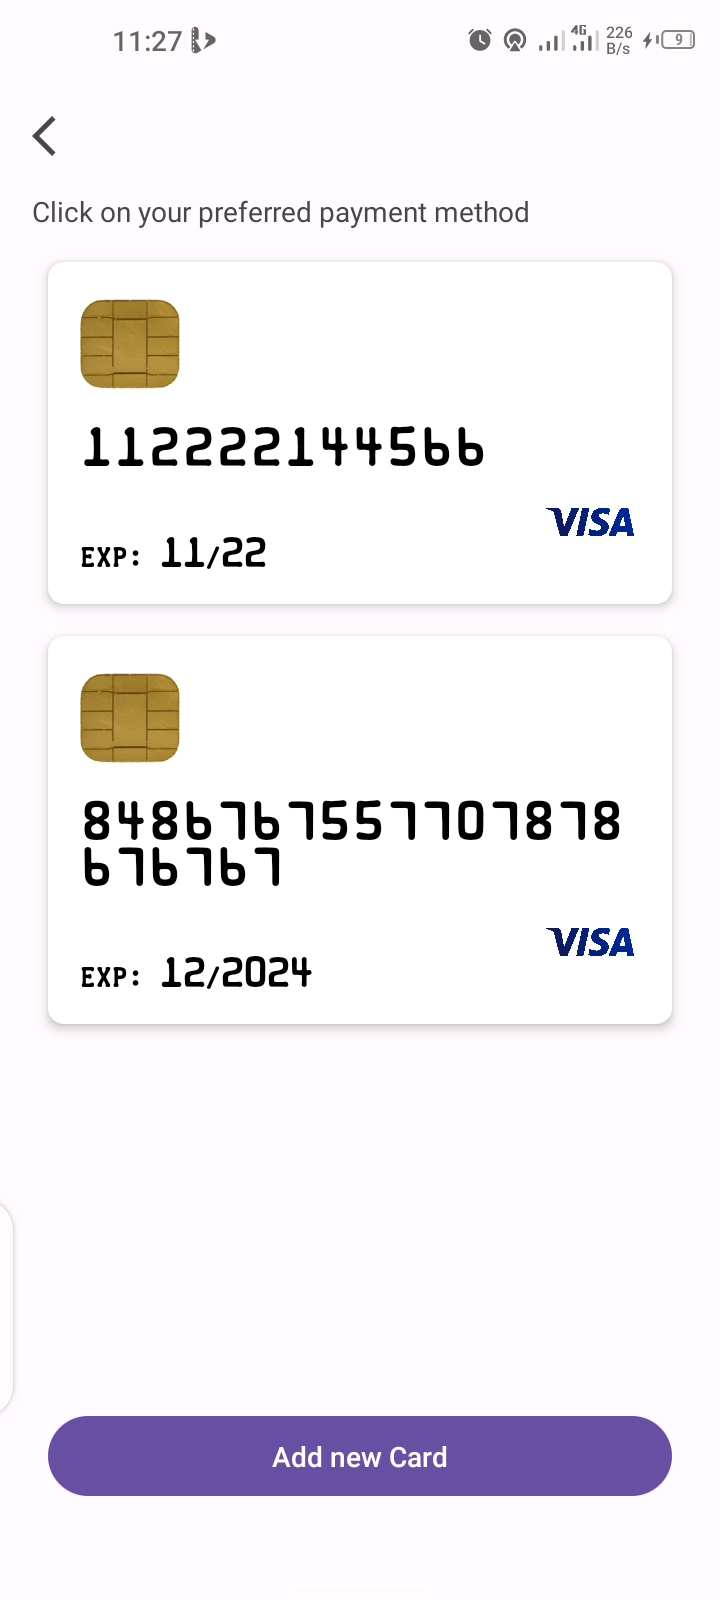 11:27
4G
226
B/s
9
Click on your preferred payment method
112222144566
VISA
EXP: 11/22
8486767557707878
676767
VISA
EXP: 12/2024
Add new Card